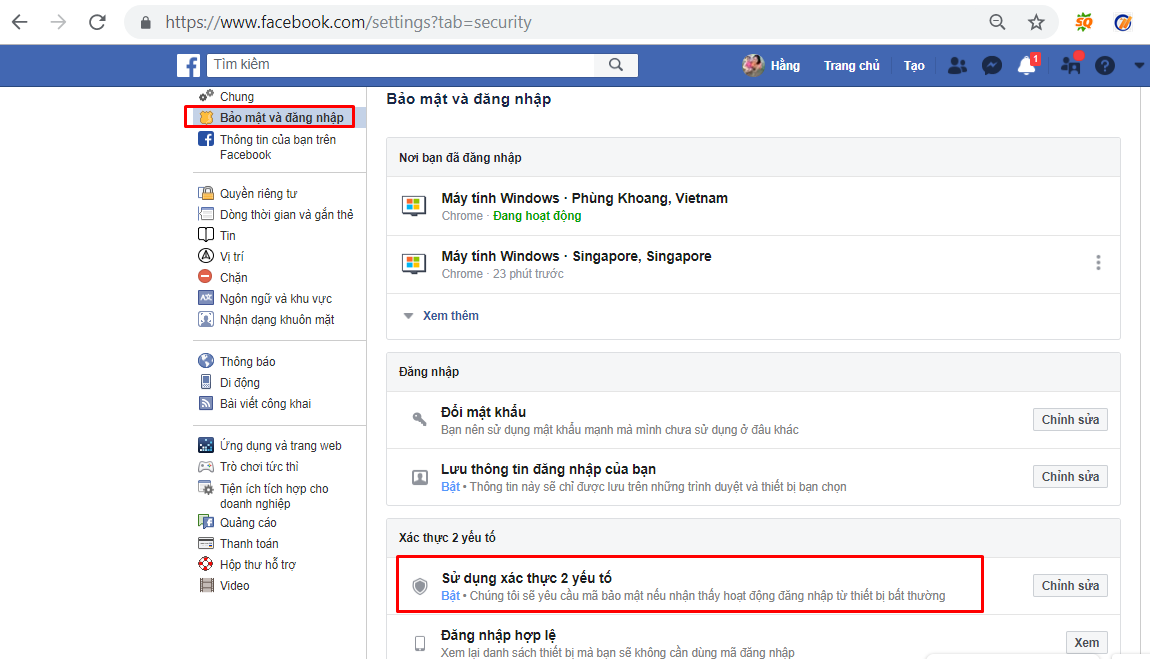 https://www.facebook.com/settings?tab=security
SQ
Tìm kiếm
Hằng
Trang chủ
Tạo
1
Chung
Bảo mật và đăng nhập
Thông tin của bạn trên
Facebook
Quyền riêng tư
Dòng thời gian và gắn thẻ
Tin
Vị trí
Chặn
Ngôn ngữ và khu vực
Nhận dạng khuôn mặt
Thông báo
Di động
Bài viết công khai
Ứng dụng và trang web
Trò chơi tức thì
Tiện ích tích hợp cho
doanh nghiệp
Quảng cáo
Thanh toán
Hộp thư hỗ trợ
Video
Bảo mật và đăng nhập
Nơi bạn đã đăng nhập
Máy tính Windows · Phùng Khoang, Vietnam
Chrome · Đang hoạt động
Máy tính Windows · Singapore, Singapore
Chrome · 23 phút trước
Xem thêm
Đăng nhập
Đổi mật khẩu
Bạn nên sử dụng mật khẩu mạnh mà mình chưa sử dụng ở đâu khác
Chỉnh sửa
Lưu thông tin đăng nhập của bạn
Bật • Thông tin này sẽ chỉ được lưu trên những trình duyệt và thiết bị bạn chọn
Chỉnh sửa
Xác thực 2 yếu tố
Sử dụng xác thực 2 yếu tố
Bật • Chúng tôi sẽ yêu cầu mã bảo mật nếu nhận thấy hoạt động đăng nhập từ thiết bị bất thường
Chỉnh sửa
Đăng nhập hợp lệ
Xem lại danh sách thiết bị mà bạn sẽ không cần dùng mã đăng nhập
Xem